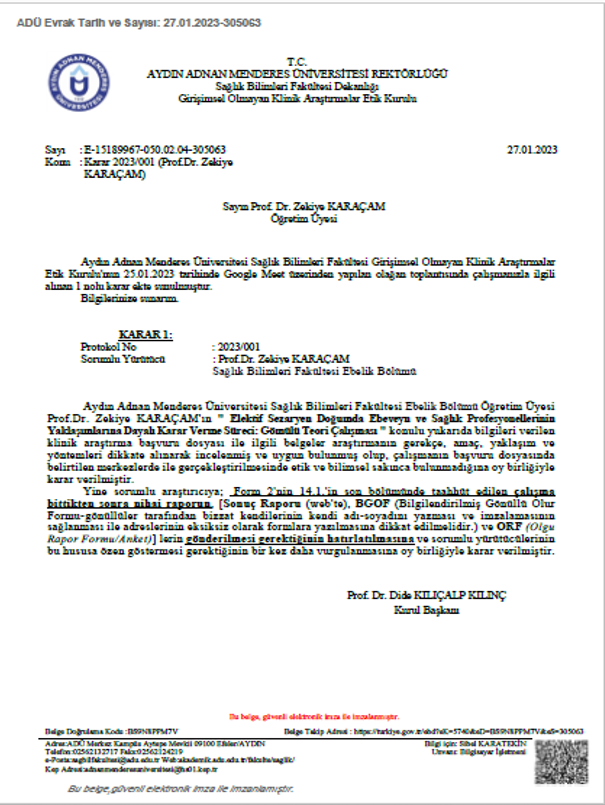 ADÜ Evrak Tarih ve Sayısı: 27.01.2023-305063
AYDIN ADNAN MENDERES ÜNİVERSİTESİ
T.C.
AYDIN ADNAN MENDERES ÜNİVERSİTESİ REKTÖRLÜĞÜ
Sağlık Bilimleri Fakültesi Dekanlığı
Girişimsel Olmayan Klinik Araştırmalar Etik Kurulu
Sayı : E-15189967-050.02.04-305063 27.01.2023
Konu : Karar 2023/001 (Prof.Dr. Zekiye
KARAÇAM)
Sayın Prof. Dr. Zekiye KARAÇAM
Öğretim Üyesi
Aydın Adnan Menderes Üniversitesi Sağlık Bilimleri Fakültesi Girişimsel Olmayan Klinik Araştırmalar
Etik Kurulu'nun 25.01.2023 tarihinde Google Meet üzerinden yapılan olağan toplantısında çalışmanızla ilgili
alınan 1 nolu karar ekte sunulmuştur.
Bilgilerinize sunarım.
KARAR 1:
Protokol No : 2023/001
Sorumlu Yürütücü : Prof.Dr. Zekiye KARAÇAM
Sağlık Bilimleri Fakültesi Ebelik Bölümü
Aydın Adnan Menderes Üniversitesi Sağlık Bilimleri Fakültesi Ebelik Bölümü Öğretim Üyesi
Prof.Dr. Zekiye KARAÇAM'ın " Elektif Sezaryen Doğumda Ebeveyn ve Sağlık Profesyonellerinin
Yaklaşımlarına Dayalı Karar Verme Süreci: Gömülü Teori Çalışması " konulu yukarıda bilgileri verilen
klinik araştırma başvuru dosyası ile ilgili belgeler araştırmanın gerekçe, amaç, yaklaşım ve
yöntemleri dikkate alınarak incelenmiş ve uygun bulunmuş olup, çalışmanın başvuru dosyasında
belirtilen merkezlerde ile gerçekleştirilmesinde etik ve bilimsel sakınca bulunmadığına oy birliğiyle
karar verilmiştir.
Yine sorumlu araştırıcıya; Form 2'nin 14.1.'in son bölümünde taahhüt edilen çalışma
bittikten sonra nihai raporun, [Sonuç Raporu (web'te), BGOF (Bilgilendirilmiş Gönüllü Olur
Formu-gönüllüler tarafından bizzat kendilerinin kendi adı-soyadını yazması ve imzalamasının
sağlanması ile adreslerinin eksiksiz olarak formlara yazılmasına dikkat edilmelidir.) ve ORF (Olgu
Rapor Formu/Anket)] lerin gönderilmesi gerektiğinin hatırlatılmasına ve sorumlu yürütücülerinin
bu hususa özen göstermesi gerektiğinin bir kez daha vurgulanmasına oy birliğiyle karar verilmiştir.
Prof. Dr. Dide KILIÇALP KILINÇ
Kurul Başkanı
Bu belge, güvenli elektronik imza ile imzalanmıştır.
Belge Doğrulama Kodu :BS9N8PPM7V Belge Takip Adresi : https://turkiye.gov.tr/ebd?eK=5740&eD=BS9N8PPM7V&eS=305063
Adres:ADÜ Merkez Kampüs Aytepe Mevkii 09100 Efeler/AYDIN Bilgi için: Sibel KARATEKİN
Telefon:02562132717 Faks:02562124219 Unvanı: Bilgisayar İşletmeni
e-Posta:saglikfakultesi@adu.edu.tr Web:akademik.adu.edu.tr/fakulte/saglik/
Kep Adresi:adnanmenderesuniversitesi@hs01.kep.tr
Bu belge,güvenli elektronik imza ile imzalanmıştır.